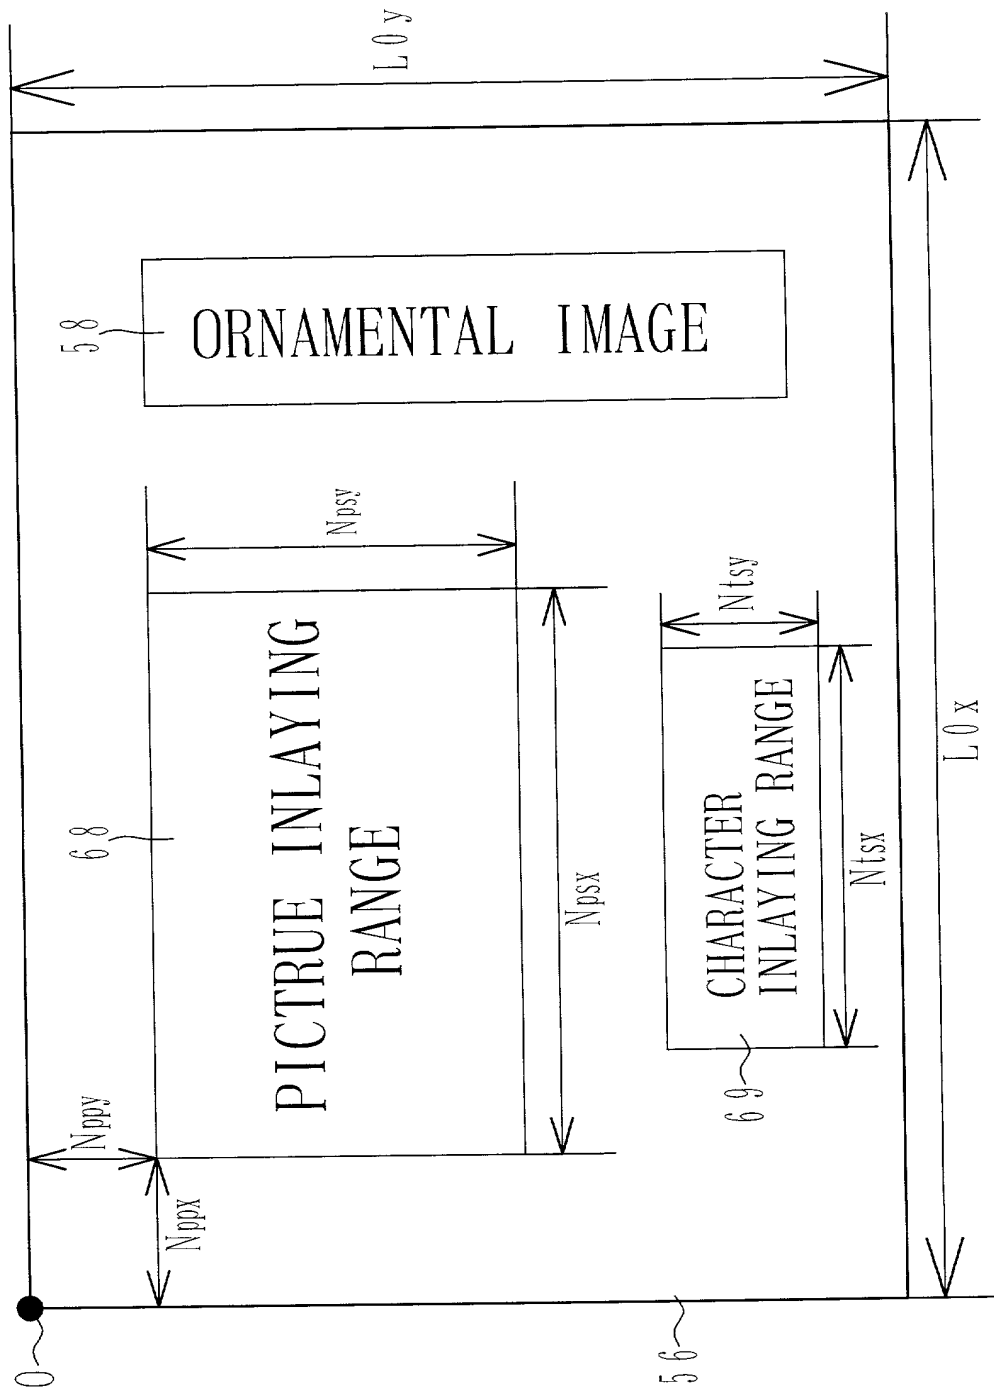 O
Nppy
Nppx
68
58
PICTRUE INLAYING
RANGE
Npsy
ORNAMENTAL IMAGE
L0y
Npsx
56
69
CHARACTER
INLAYING RANGE
Ntsy
Ntsx
L0x